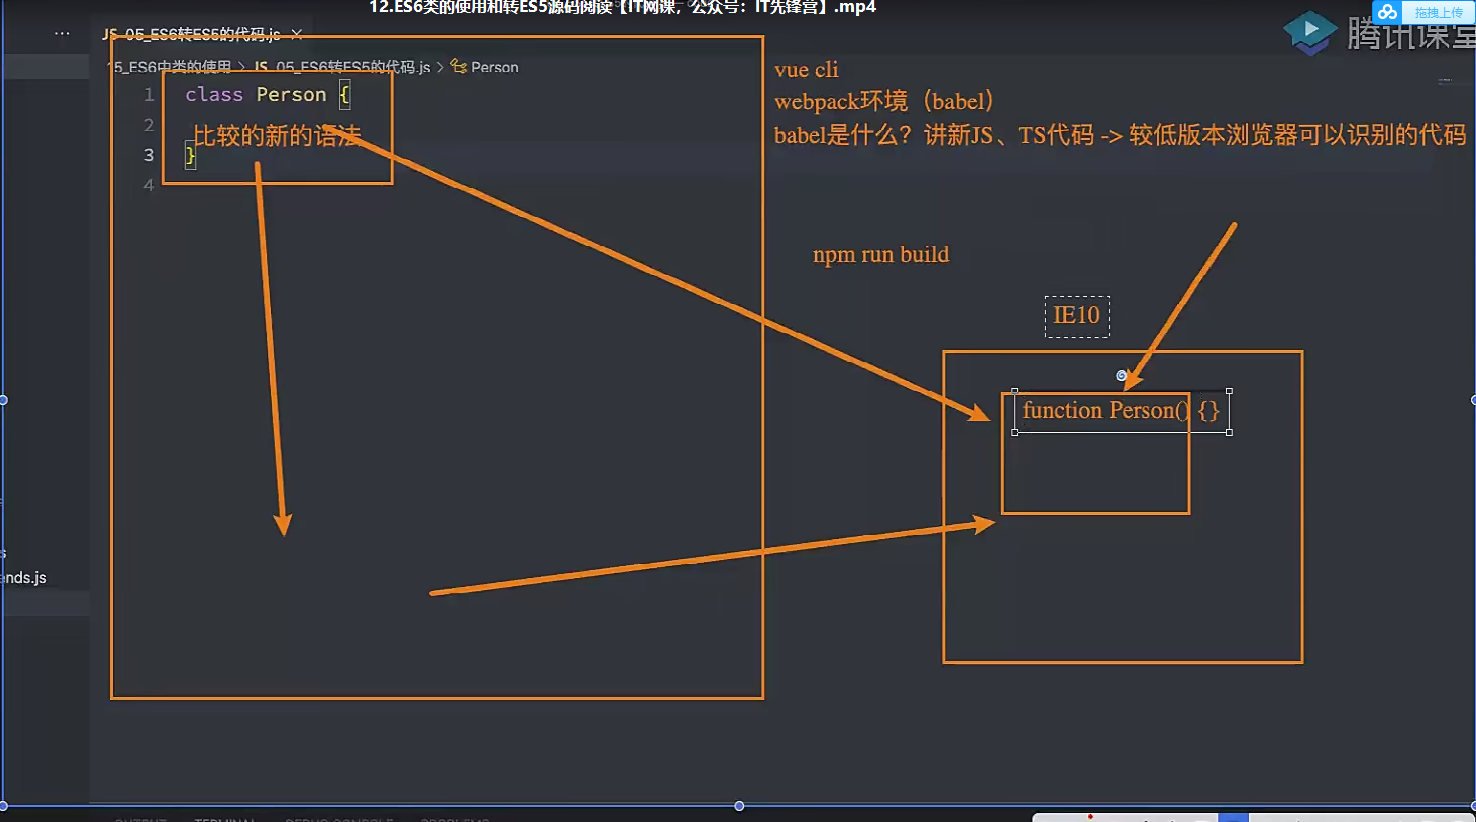 12.ES6类的使用和转ES5源码阅读【IT网课，公众号：IT先锋营】.mp4
拖拽上传
腾讯课堂
JS 05_ES6转ES5的代码.js
15_ES6中类的使用 > JS 05_ES6转ES5的代码.js > Person
1 class Person {
2 比较的新的语法
3 }
4
vue cli
webpack环境（babel）
babel是什么？讲新JS、TS代码 -> 较低版本浏览器可以识别的代码
npm run build
IE10
function Person() {}
ends.js
OUTPUT TERMINAL DEBUG CONSOLE PROBLEMS